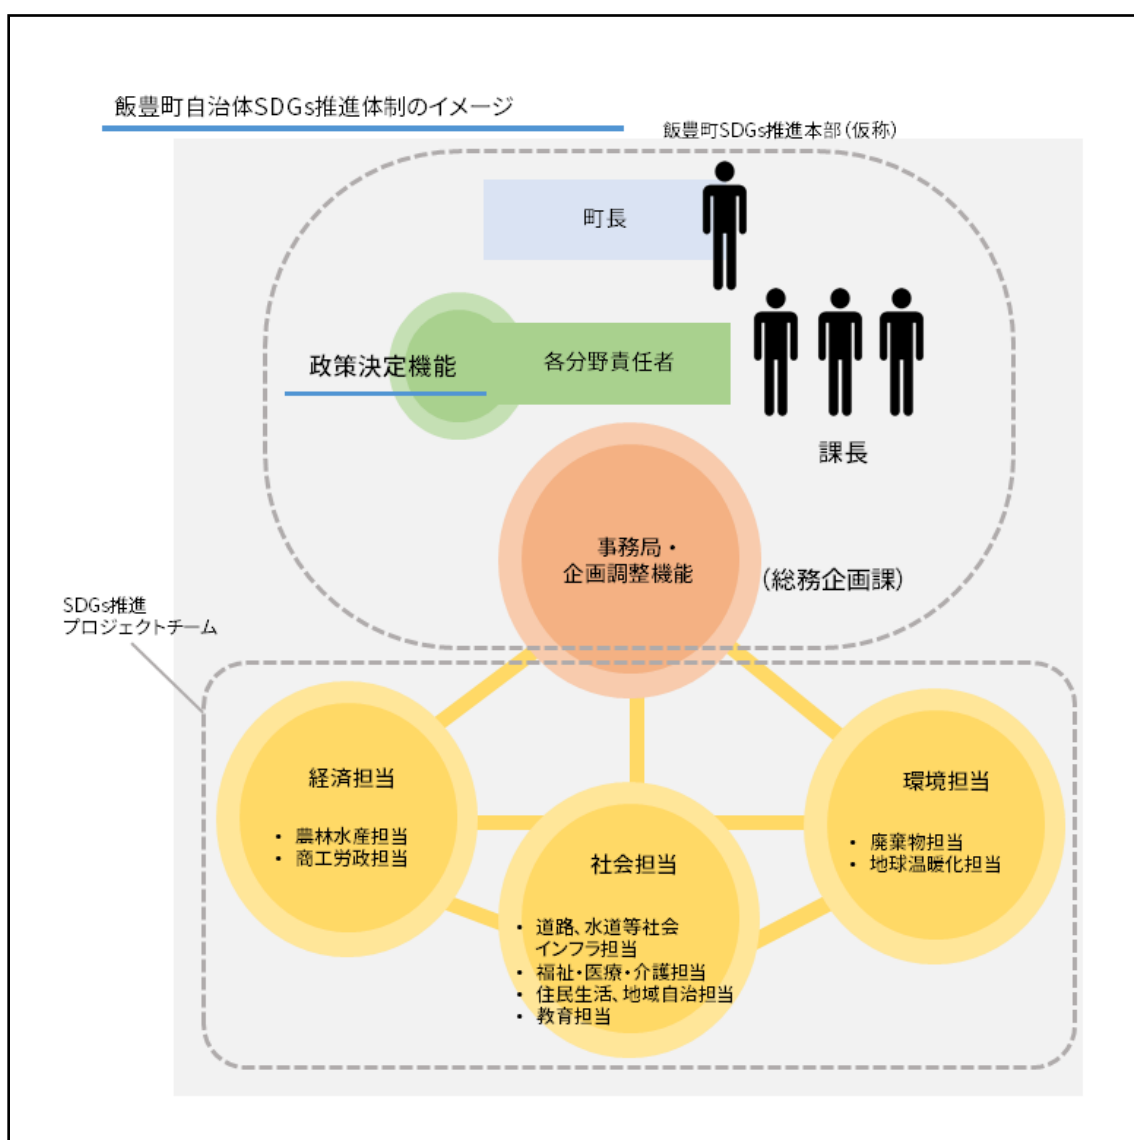 飯豊町自治体SDGs推進体制のイメージ
飯豊町SDGs推進本部(仮称)
町長
政策決定機能
各分野責任者
課長
事務局・
企画調整機能
(総務企画課)
SDGs推進
プロジェクトチーム
経済担当
・ 農林水産担当
・ 商工労政担当
社会担当
・ 道路、水道等社会
インフラ担当
・ 福祉・医療・介護担当
・ 住民生活、地域自治担当
・ 教育担当
環境担当
・ 廃棄物担当
・ 地球温暖化担当